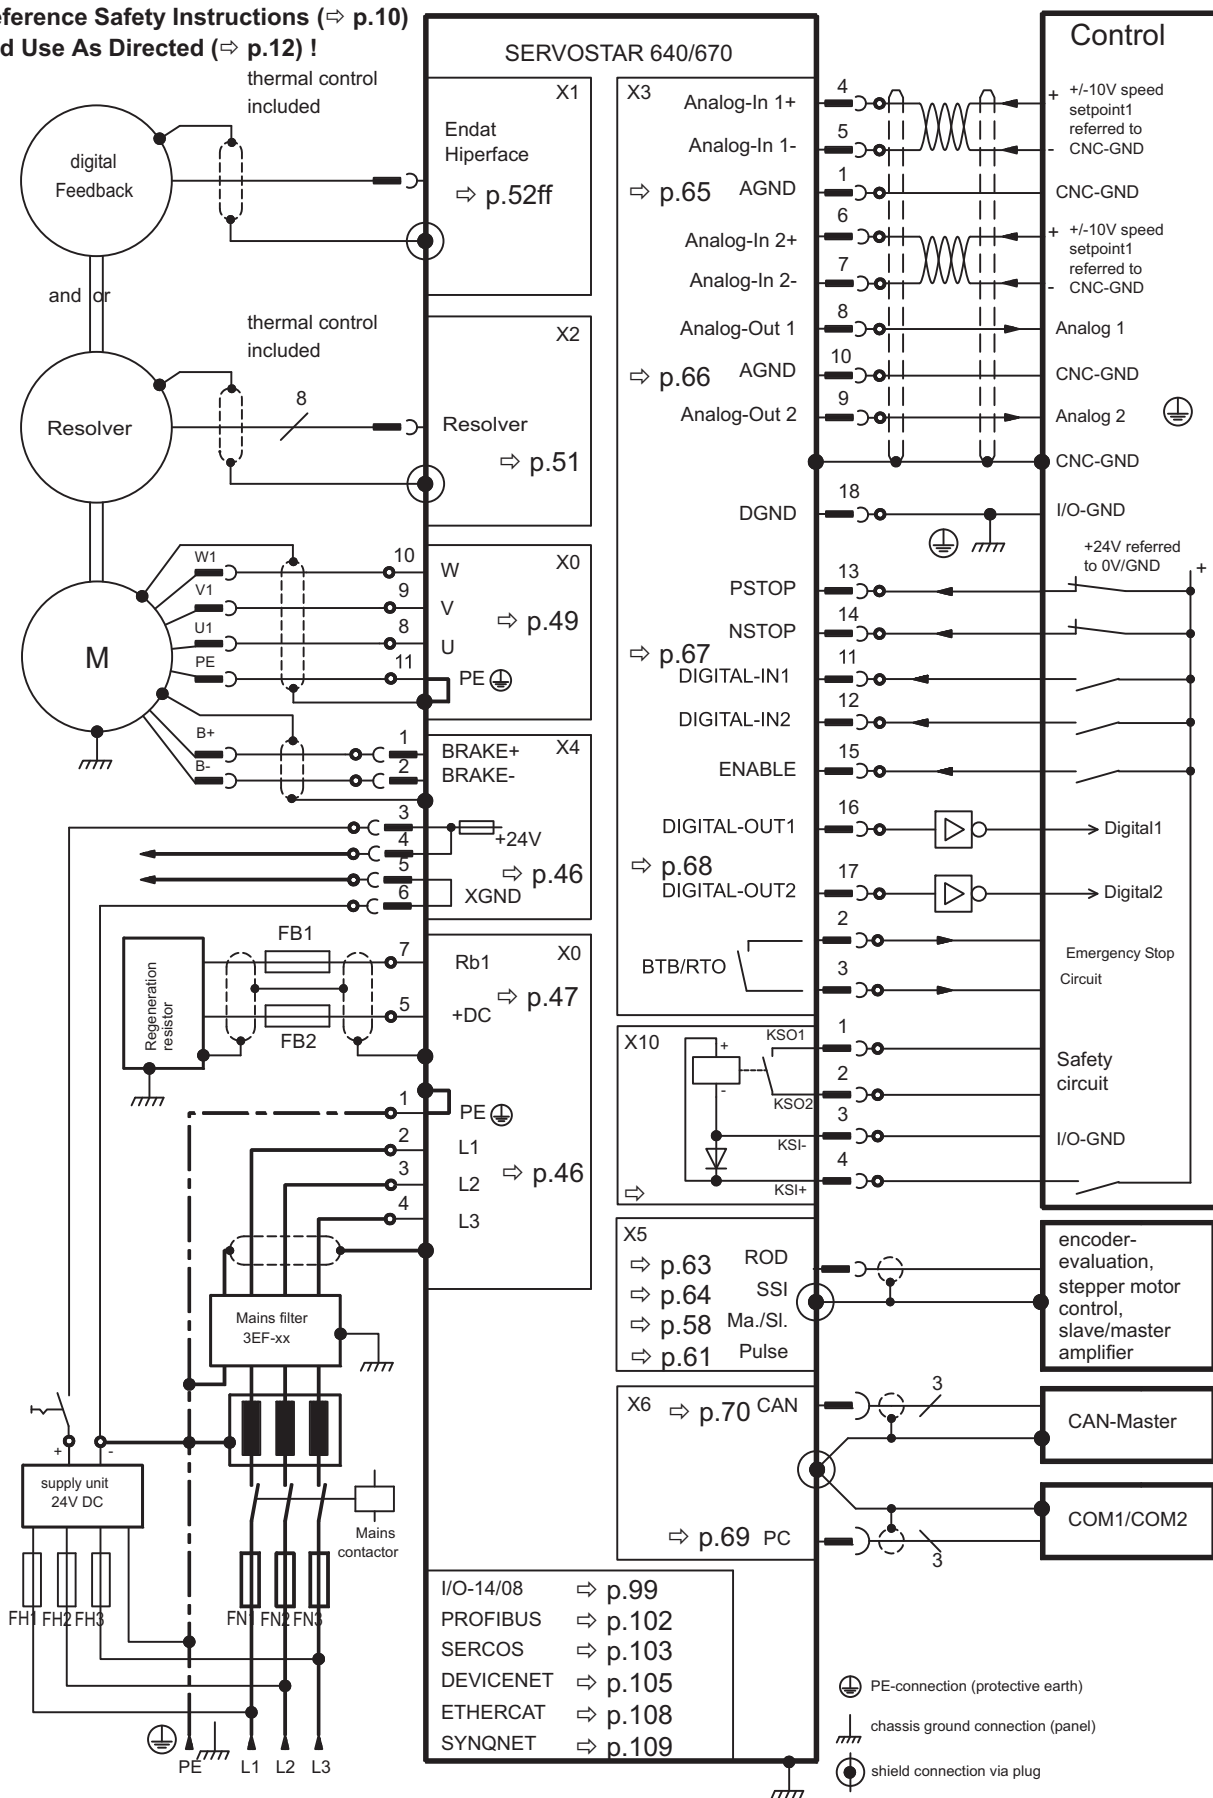 eference Safety Instructions (⇨ p.10)
d Use As Directed (⇨ p.12) !
SERVOSTAR 640/670
Control
thermal control
included
digital
Feedback
X1
Endat
Hiperface
⇨ p.52ff
and or
thermal control
included
Resolver
8
X2
Resolver
⇨ p.51
M
W1
V1
U1
PE
10
9
8
11
W
V
U
PE
X0
⇨ p.49
B+
B-
1
2
BRAKE+
BRAKE-
X4
3
4
5
6
+24V
⇨ p.46
XGND
Regeneration
resistor
FB1
FB2
7
5
Rb1
+DC
X0
⇨ p.47
1
2
3
4
PE
L1
L2
L3
⇨ p.46
Mains filter
3EF-xx
+
-
supply unit
24V DC
Mains
contactor
FH1
FH2
FH3
FN1
FN2
FN3
PE
L1
L2
L3
X3
Analog-In 1+
4
+
+/-10V speed
setpoint1
referred to
CNC-GND
-
Analog-In 1-
5
⇨ p.65
AGND
1
CNC-GND
Analog-In 2+
6
+
+/-10V speed
setpoint1
referred to
CNC-GND
-
Analog-In 2-
7
Analog-Out 1
8
Analog 1
⇨ p.66
AGND
10
CNC-GND
Analog-Out 2
9
Analog 2
CNC-GND
DGND
18
I/O-GND
+24V referred
to 0V/GND
+
PSTOP
13
NSTOP
14
⇨ p.67
DIGITAL-IN1
11
DIGITAL-IN2
12
ENABLE
15
DIGITAL-OUT1
16
Digital1
⇨ p.68
DIGITAL-OUT2
17
Digital2
BTB/RTO
2
3
Emergency Stop
Circuit
X10
+
-
KSO1
1
KSO2
2
Safety
circuit
KSI-
3
I/O-GND
KSI+
4
⇨
X5
⇨ p.63 ROD
⇨ p.64 SSI
⇨ p.58 Ma./Sl.
⇨ p.61 Pulse
encoder-
evaluation,
stepper motor
control,
slave/master
amplifier
X6
⇨ p.70 CAN
3
CAN-Master
⇨ p.69 PC
3
COM1/COM2
I/O-14/08 ⇨ p.99
PROFIBUS ⇨ p.102
SERCOS ⇨ p.103
DEVICENET ⇨ p.105
ETHERCAT ⇨ p.108
SYNQNET ⇨ p.109
PE-connection (protective earth)
chassis ground connection (panel)
shield connection via plug